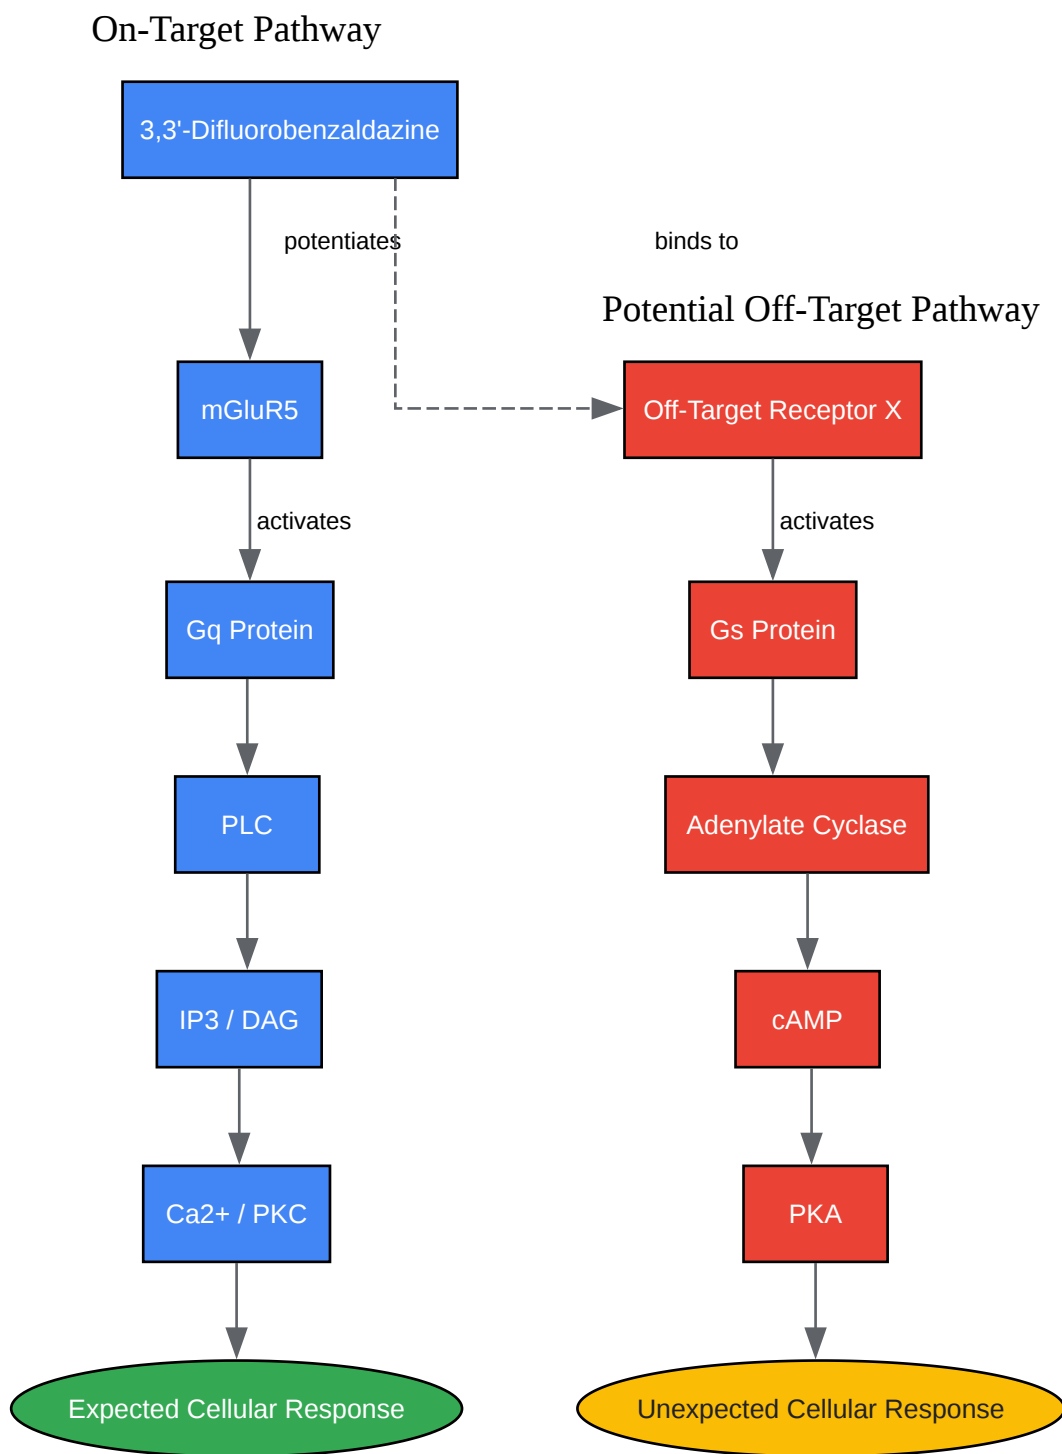 On-Target Pathway
3,3'-Difluorobenzaldazine
potentiates
binds to
Potential Off-Target Pathway
mGluR5
Off-Target Receptor X
activates
activates
Gq Protein
Gs Protein
PLC
Adenylate Cyclase
IP3 / DAG
cAMP
Ca2+ / PKC
PKA
Expected Cellular Response
Unexpected Cellular Response